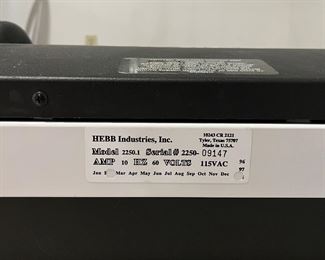 HEBB Industries, Inc.
10243 CR 2121
Tyler, Texas 75707
Made in U.S.A.
Model 2250.1 Serial # 2250- 09147
AMP 10 HZ 60 VOLTS 115VAC 96
97
Jan Mar Apr May Jun Jul Aug Sep Oct Nov Dec